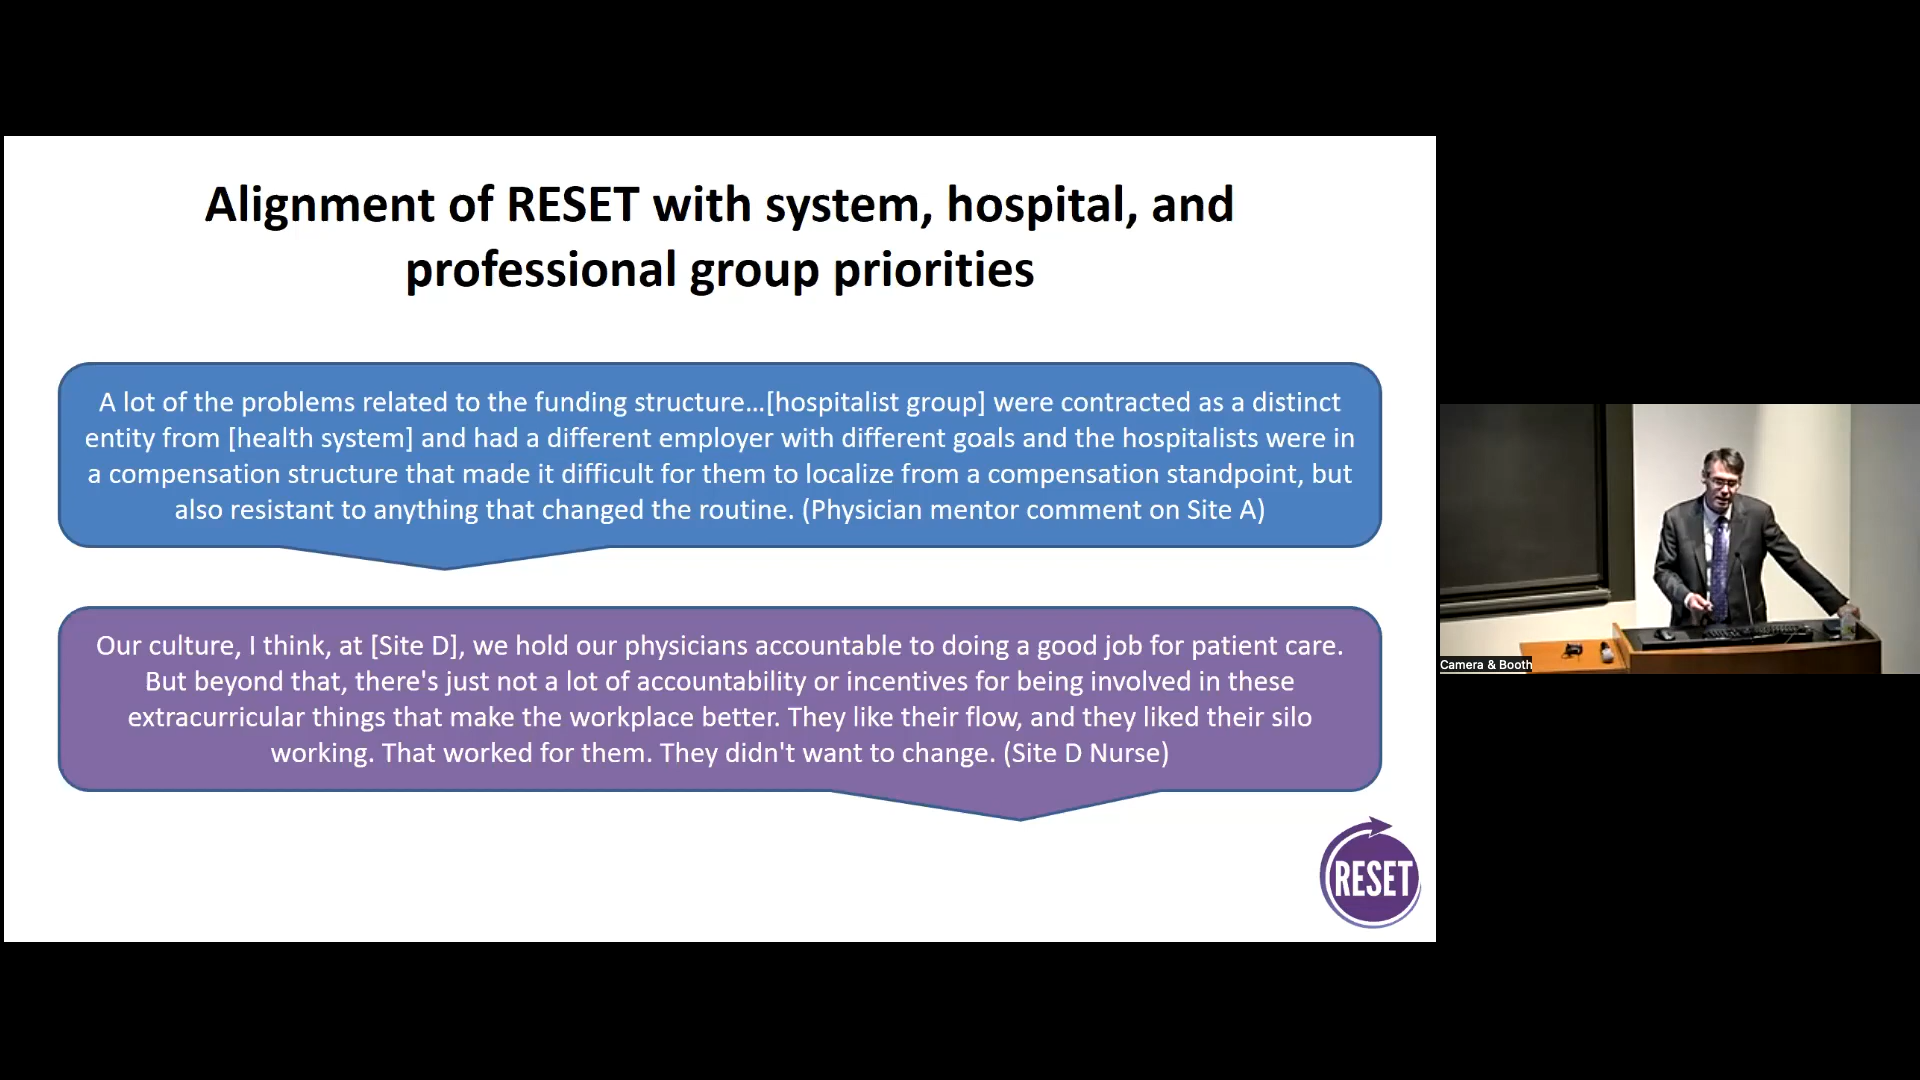 Alignment of RESET with system, hospital, and
professional group priorities
A lot of the problems related to the funding structure…[hospitalist group] were contracted as a distinct
entity from [health system] and had a different employer with different goals and the hospitalists were in
a compensation structure that made it difficult for them to localize from a compensation standpoint, but
also resistant to anything that changed the routine. (Physician mentor comment on Site A)
Our culture, I think, at [Site D], we hold our physicians accountable to doing a good job for patient care.
But beyond that, there's just not a lot of accountability or incentives for being involved in these
extracurricular things that make the workplace better. They like their flow, and they liked their silo
working. That worked for them. They didn't want to change. (Site D Nurse)
RESET
Camera & Booth